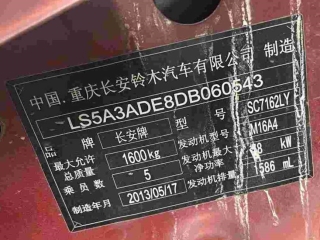 中国.重庆长安铃木汽车有限公司 制造
LS5A3ADE8DB060543
品牌 长安牌 型号 SC7162LY
最大允许总质量 1600kg 发动机型号 M16A4
乘员数 5 发动机最大净功率 kW
制造年月 2013/05/17 发动机排量 1586 mL